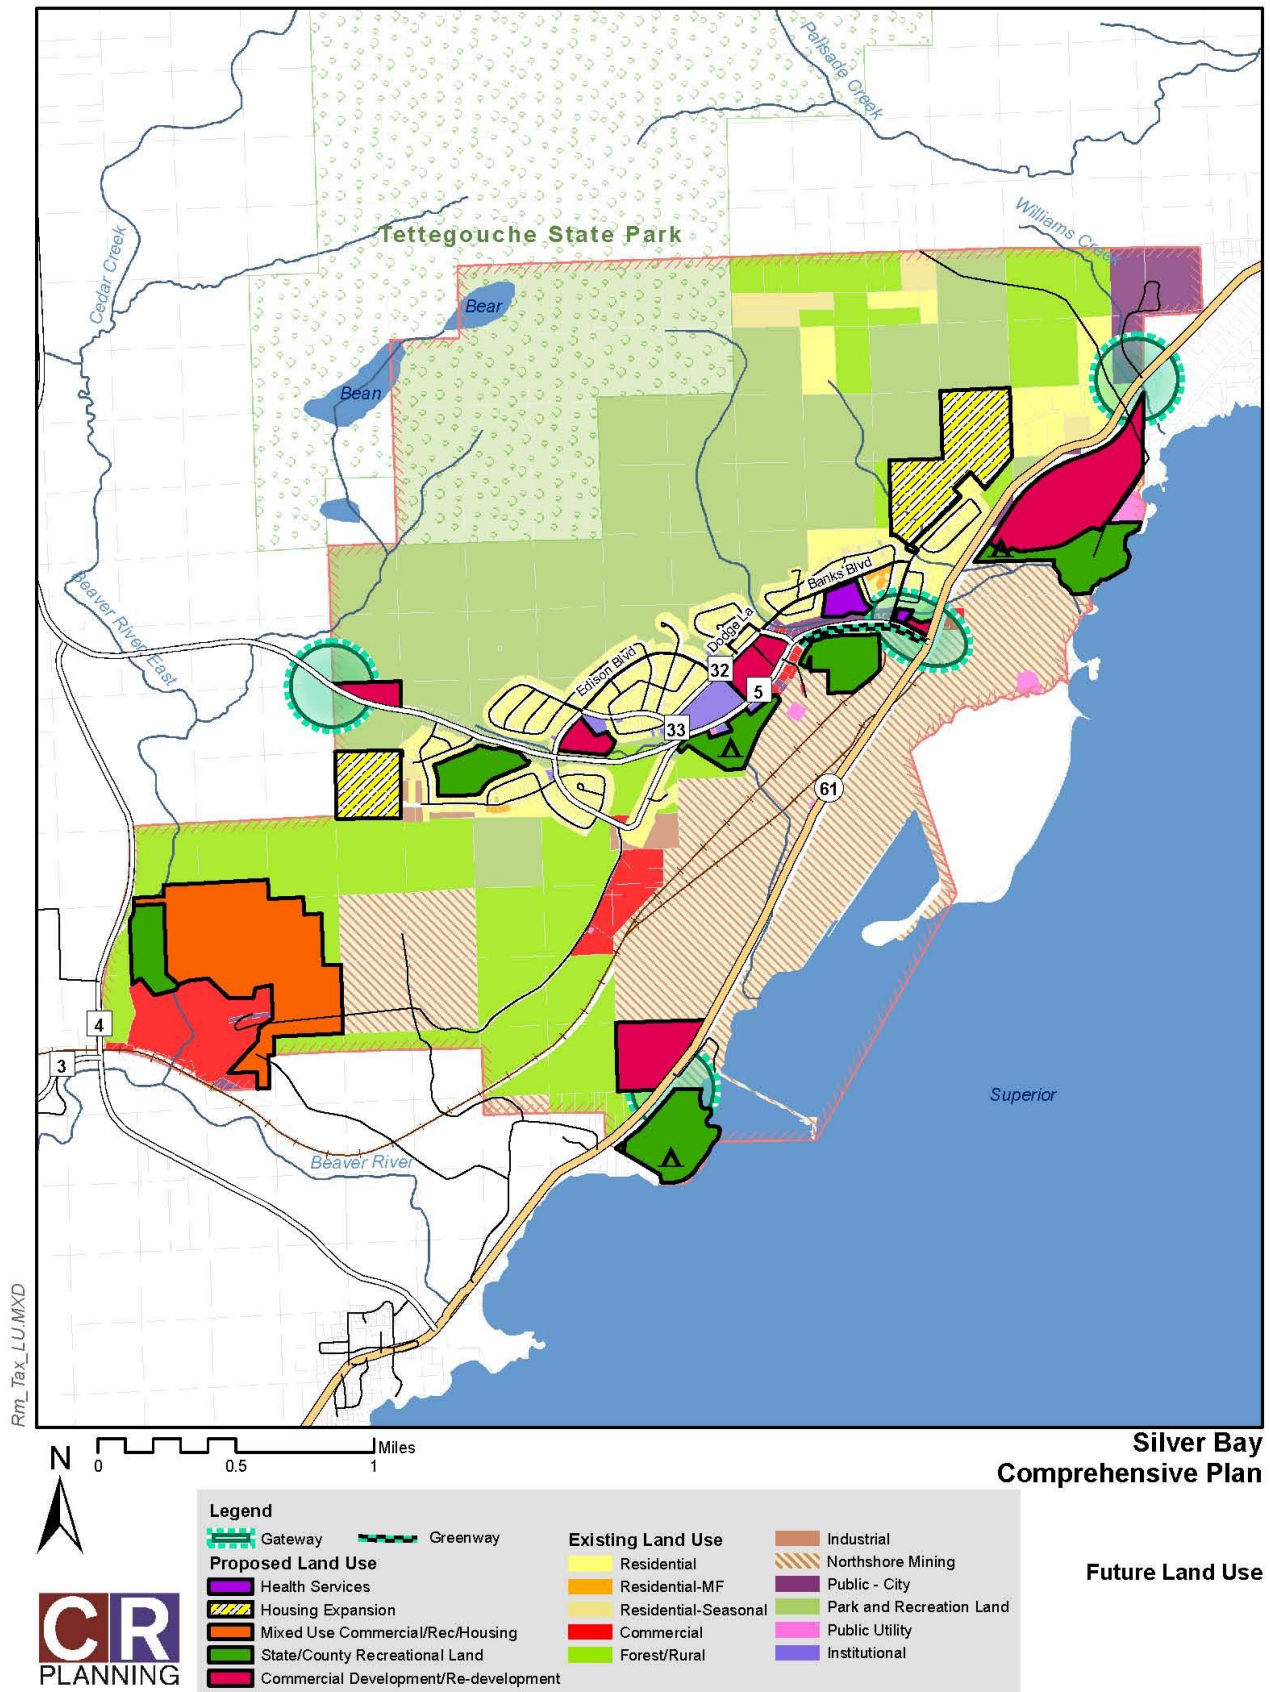 Palisade Creek
Williams Creek
Cedar Creek
Tettegouche State Park
Bear
Bean
Beaver River East
Banks Blvd
Dodge La
Edison Blvd
32
5
33
61
4
3
Superior
Beaver River
Rm_Tax_LU.MXD
N
0 0.5 1
Miles
Silver Bay
Comprehensive Plan
Future Land Use
Legend
Gateway
Greenway
Proposed Land Use
Health Services
Housing Expansion
Mixed Use Commercial/Rec/Housing
State/County Recreational Land
Commercial Development/Re-development
Existing Land Use
Residential
Residential-MF
Residential-Seasonal
Commercial
Forest/Rural
Industrial
Northshore Mining
Public - City
Park and Recreation Land
Public Utility
Institutional
CR
PLANNING